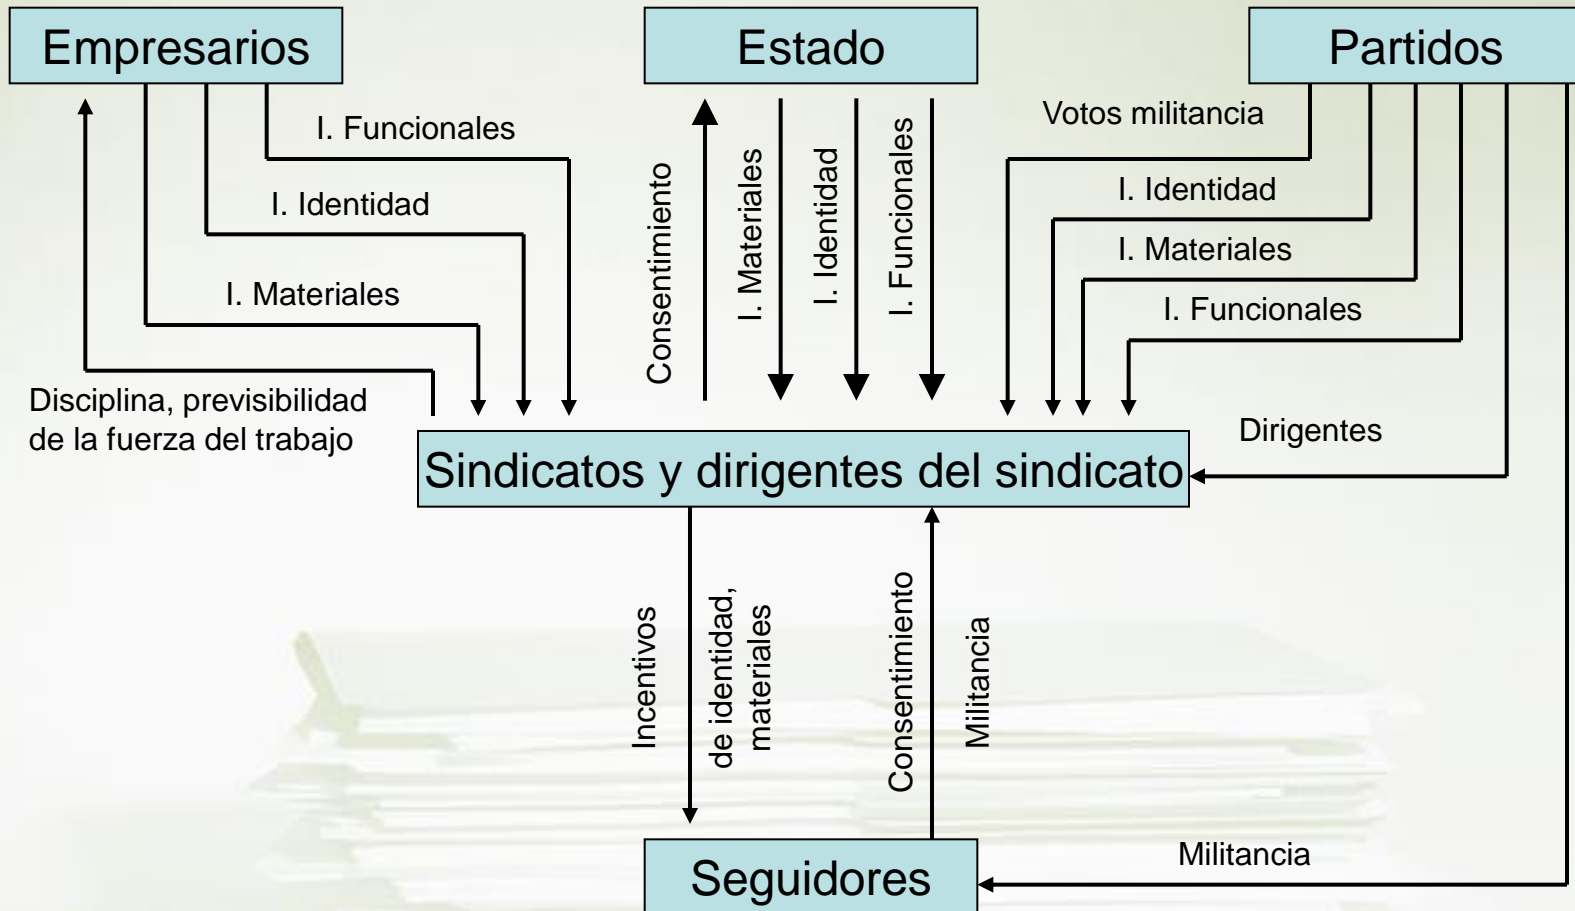 Empresarios
Estado
Partidos
I. Funcionales
I. Identidad
I. Materiales
Disciplina, previsibilidad
de la fuerza del trabajo
Consentimiento
I. Materiales
I. Identidad
I. Funcionales
Votos militancia
I. Identidad
I. Materiales
I. Funcionales
Dirigentes
Sindicatos y dirigentes del sindicato
Incentivos
de identidad,
materiales
Consentimiento
Militancia
Militancia
Seguidores